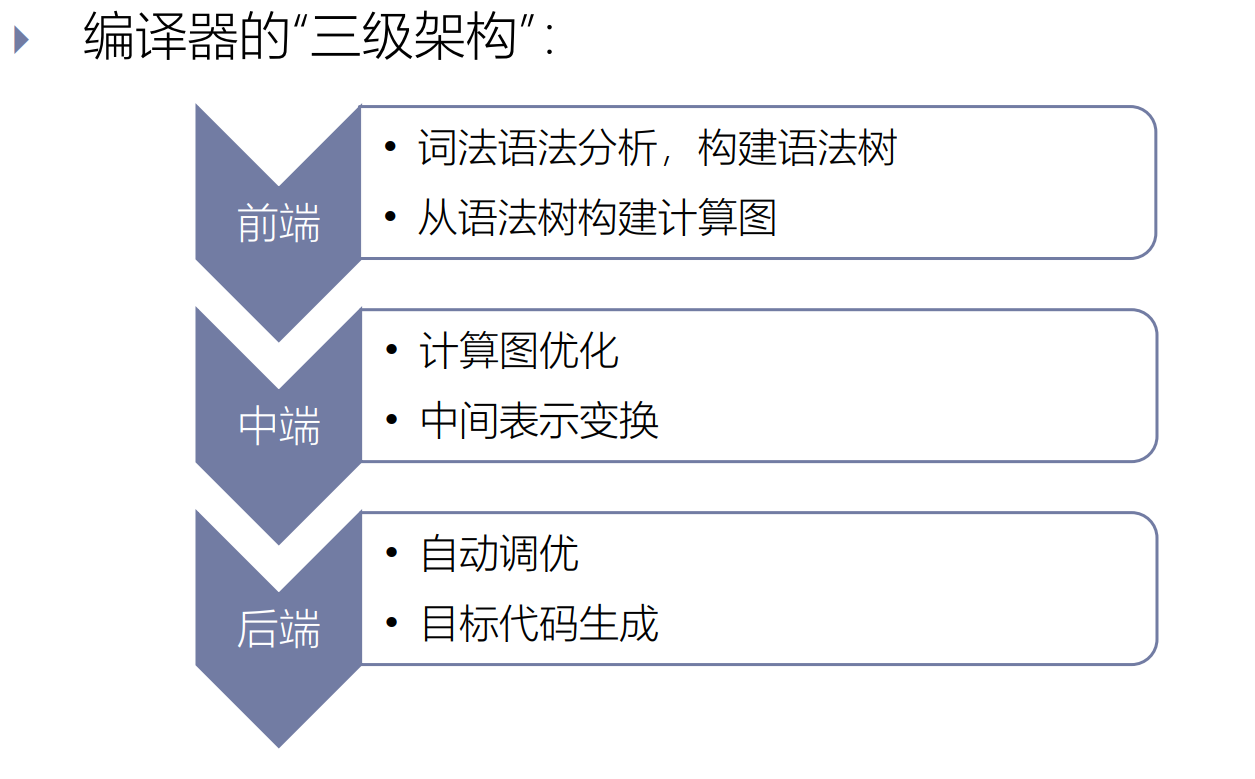 编译器的“三级架构”：
前端
• 词法语法分析，构建语法树
• 从语法树构建计算图
中端
• 计算图优化
• 中间表示变换
后端
• 自动调优
• 目标代码生成